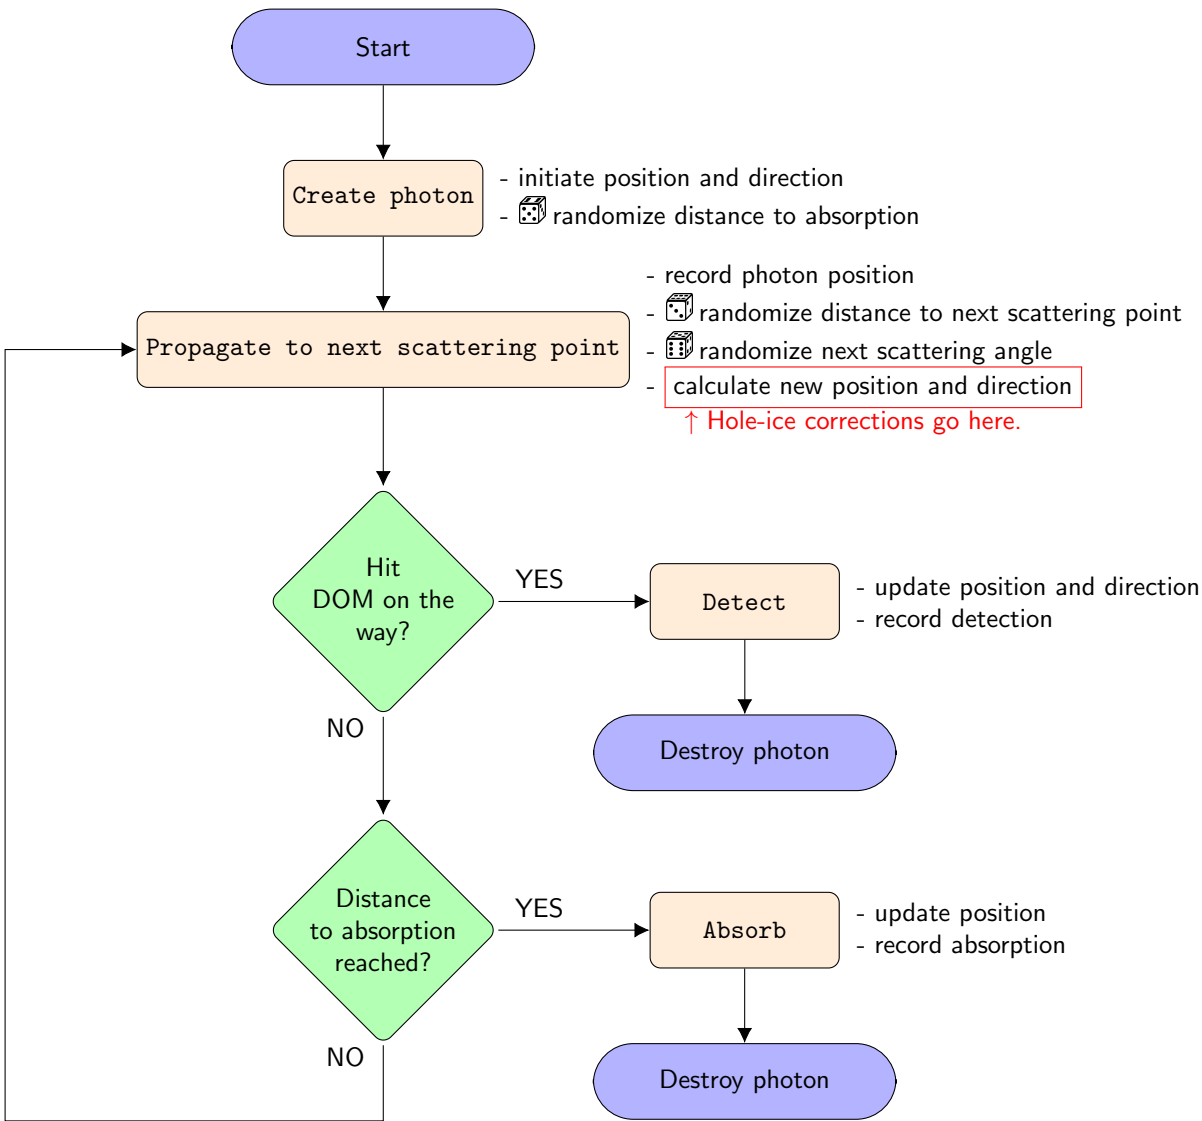 Start
Create photon
- initiate position and direction
- randomize distance to absorption
Propagate to next scattering point
- record photon position
- randomize distance to next scattering point
- randomize next scattering angle
- calculate new position and direction
↑ Hole-ice corrections go here.
Hit
DOM on the
way?
YES
Detect
- update position and direction
- record detection
NO
Destroy photon
Distance
to absorption
reached?
YES
Absorb
- update position
- record absorption
NO
Destroy photon